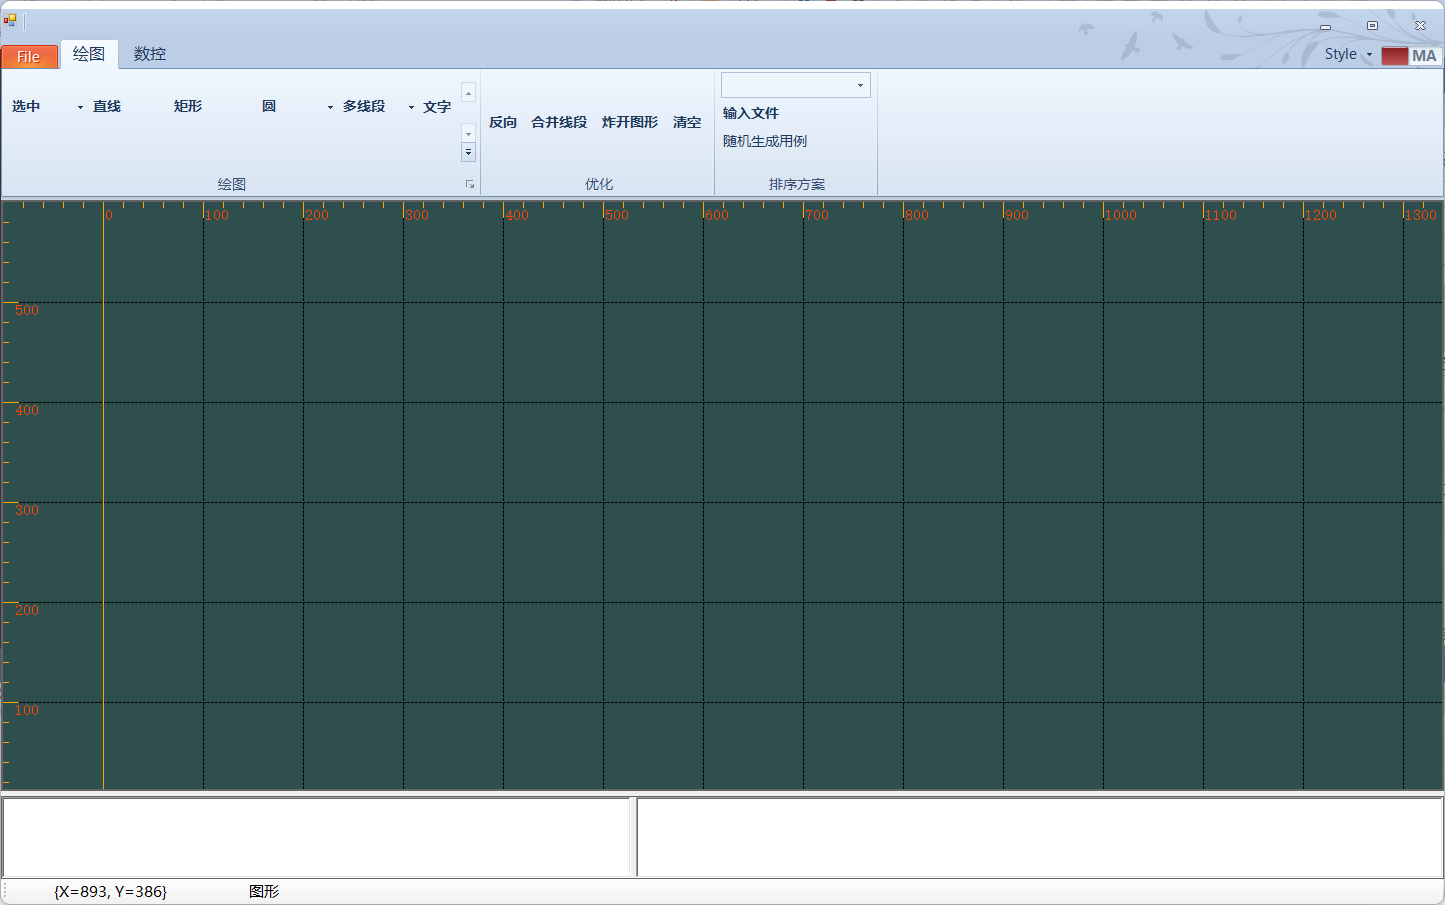 File 绘图 数控 Style MA
选中 直线 矩形 圆 多线段 文字
反向 合并线段 炸开图形 清空
输入文件
随机生成用例
绘图 优化 排序方案
0 100 200 300 400 500 600 700 800 900 1000 1100 1200 1300
500
400
300
200
100
{X=893, Y=386} 图形